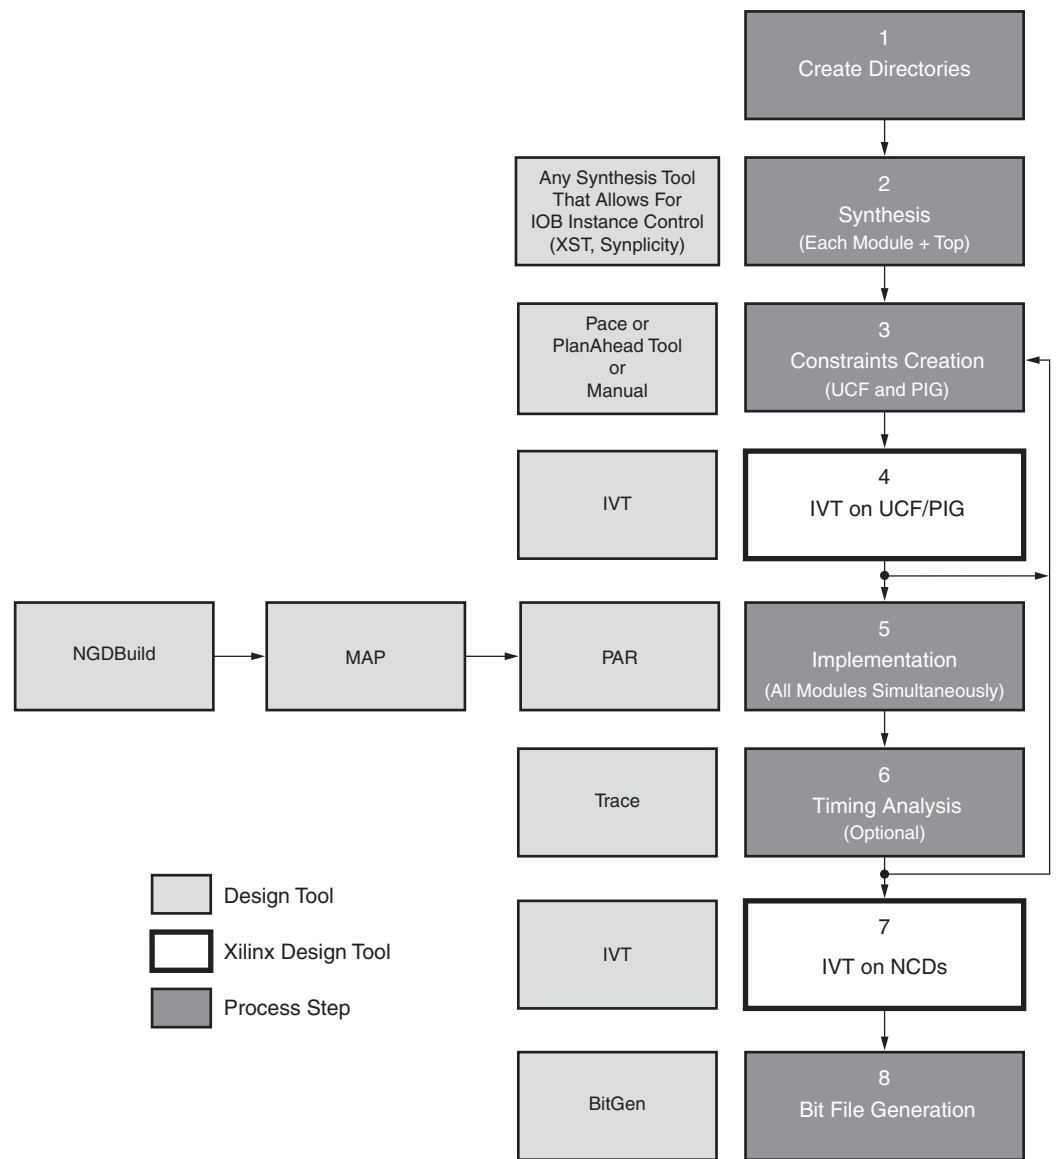 1
Create Directories
Any Synthesis Tool
That Allows For
IOB Instance Control
(XST, Synplicity)
2
Synthesis
(Each Module + Top)
Pace or
PlanAhead Tool
or
Manual
3
Constraints Creation
(UCF and PIG)
IVT
4
IVT on UCF/PIG
NGDBuild
MAP
PAR
5
Implementation
(All Modules Simultaneously)
Trace
6
Timing Analysis
(Optional)
Design Tool
Xilinx Design Tool
Process Step
IVT
7
IVT on NCDs
BitGen
8
Bit File Generation